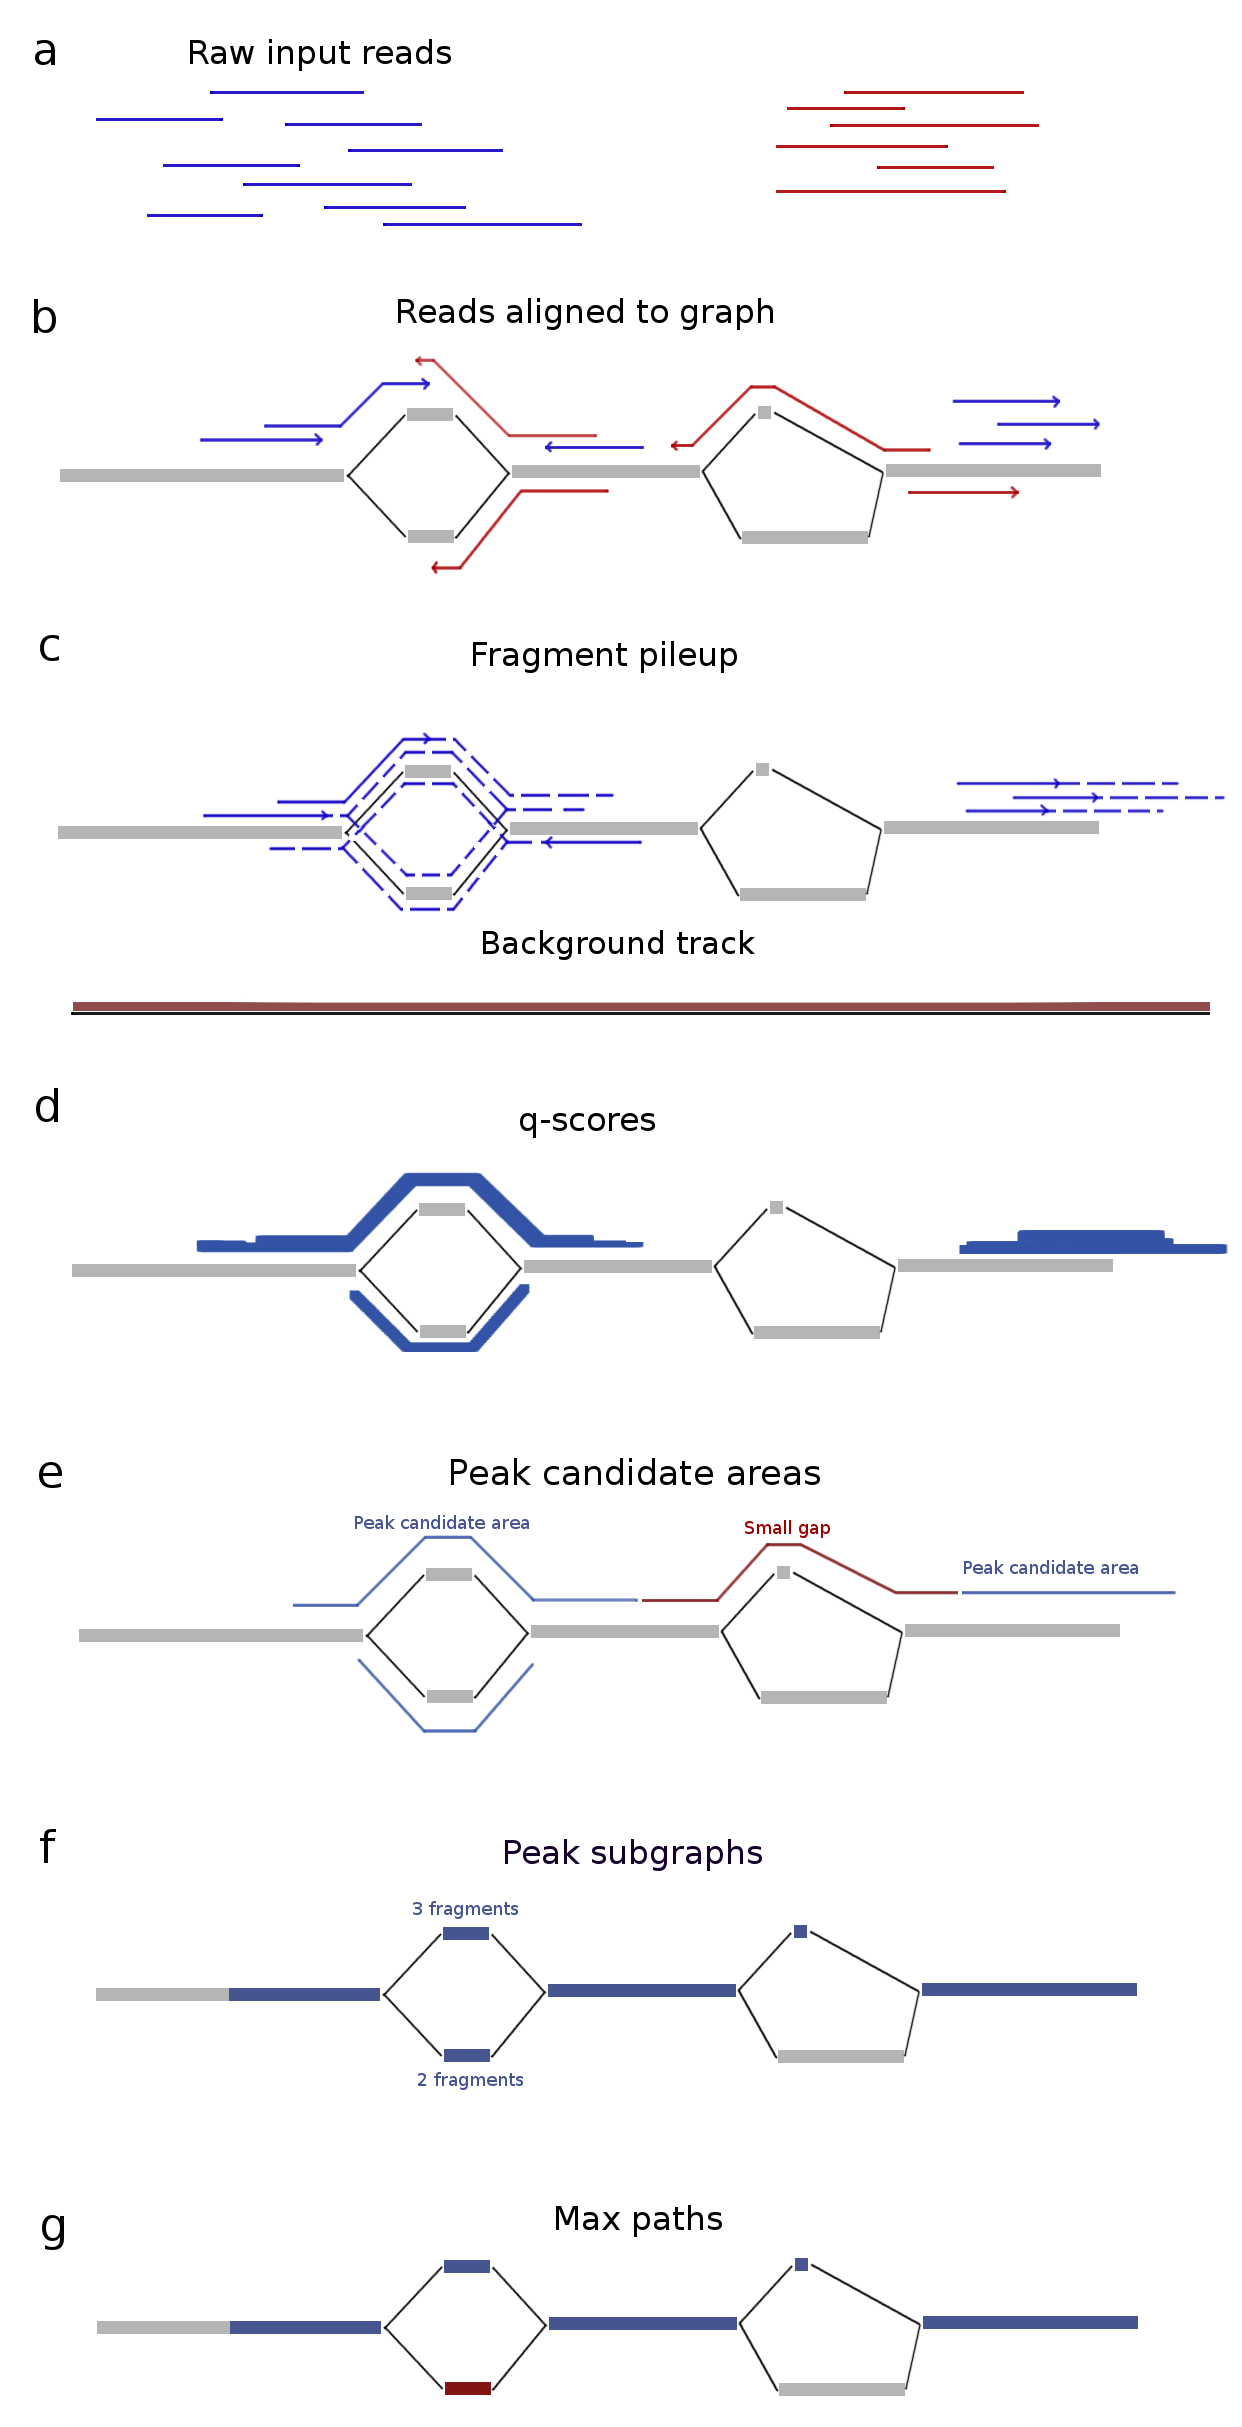 a
Raw input reads
b
Reads aligned to graph
c
Fragment pileup
Background track
d
q-scores
e
Peak candidate areas
Peak candidate area
Small gap
Peak candidate area
f
Peak subgraphs
3 fragments
2 fragments
g
Max paths